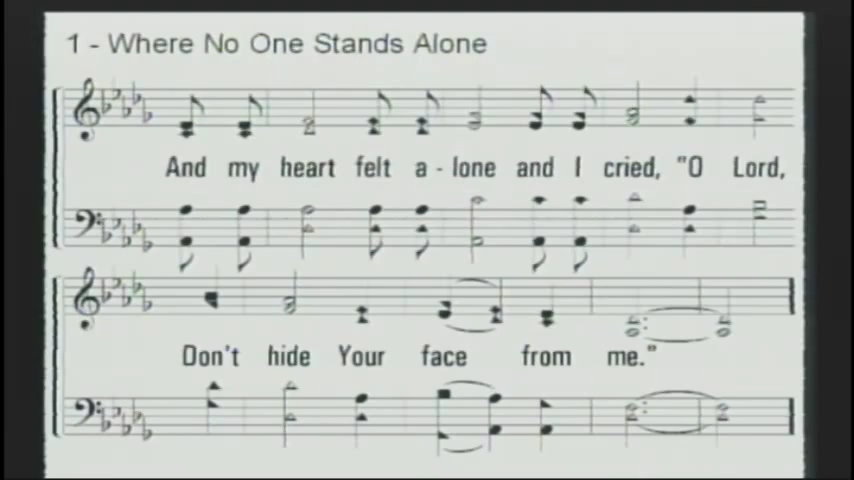 1 - Where No One Stands Alone
And my heart felt a - lone and I cried, "O Lord,
Don't hide Your face from me."